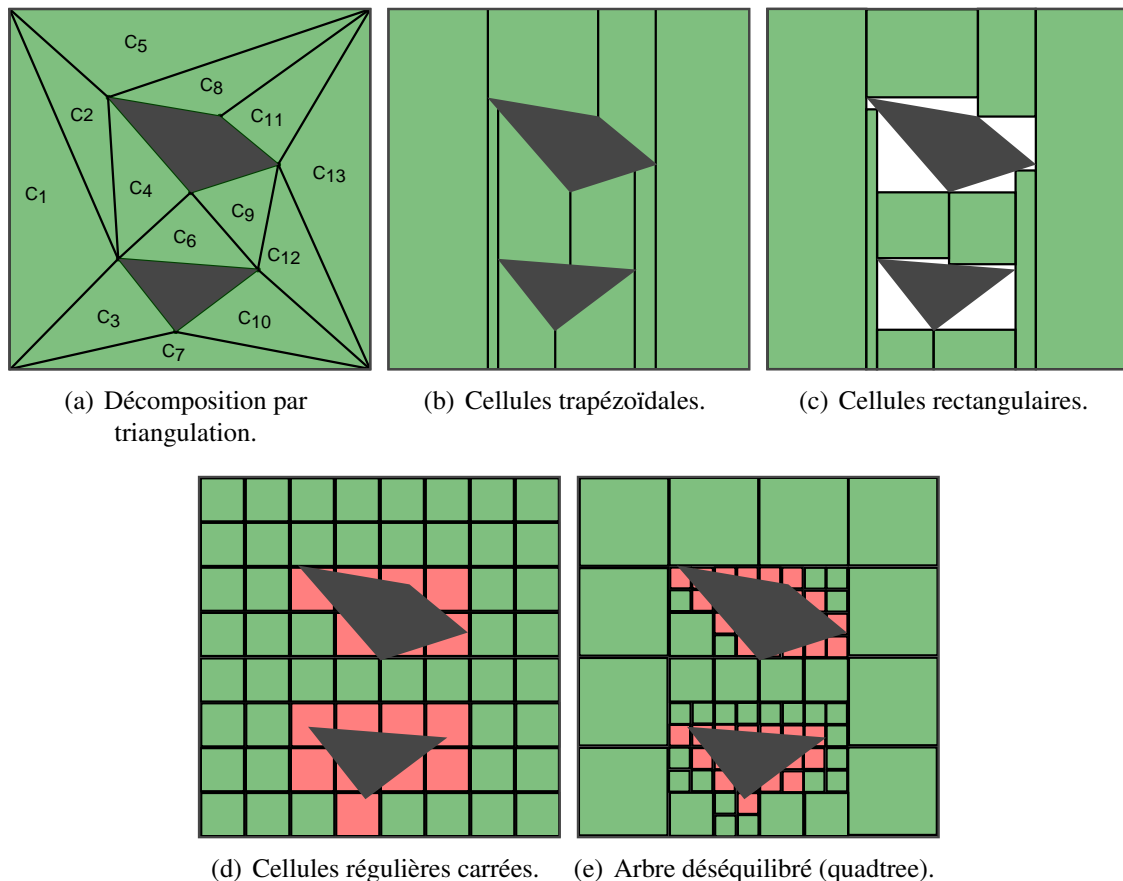 C5
C8
C2
C11
C13
C1
C4
C9
C6
C12
C3
C10
C7
(a) Décomposition par
triangulation.
(b) Cellules trapézoïdales.
(c) Cellules rectangulaires.
(d) Cellules régulières carrées.
(e) Arbre déséquilibré (quadtree).